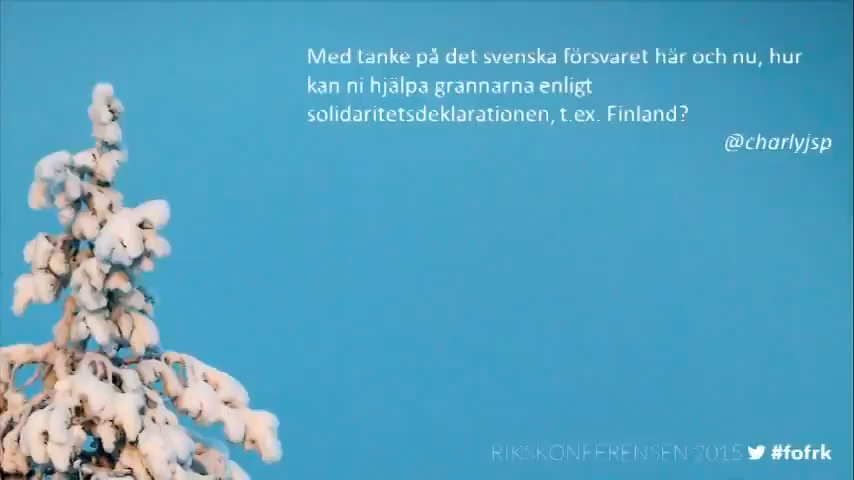 Med tanke på det svenska försvaret här och nu, hur
kan ni hjälpa grannarna enligt
solidaritetsdeklarationen, t.ex. Finland?
@charlyjsp
RIKSKONFERENSEN 2015 #fofrk